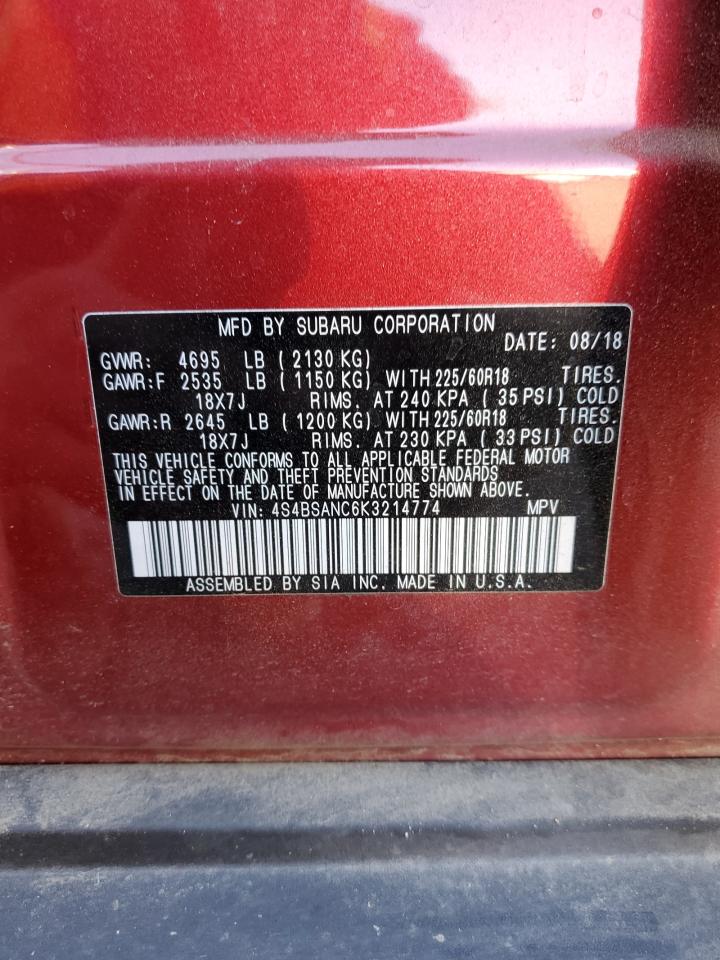 MFD BY SUBARU CORPORATION
DATE: 08/18
GVWR: 4695 LB ( 2130 KG)
GAWR:F 2535 LB ( 1150 KG) WITH 225/60R18 TIRES.
18X7J RIMS. AT 240 KPA ( 35 PSI) COLD
GAWR:R 2645 LB ( 1200 KG) WITH 225/60R18 TIRES.
18X7J RIMS. AT 230 KPA ( 33 PSI) COLD
THIS VEHICLE CONFORMS TO ALL APPLICABLE FEDERAL MOTOR
VEHICLE SAFETY AND THEFT PREVENTION STANDARDS
IN EFFECT ON THE DATE OF MANUFACTURE SHOWN ABOVE.
VIN: 4S4BSANC6K3214774 MPV
ASSEMBLED BY SIA INC. MADE IN U.S.A.